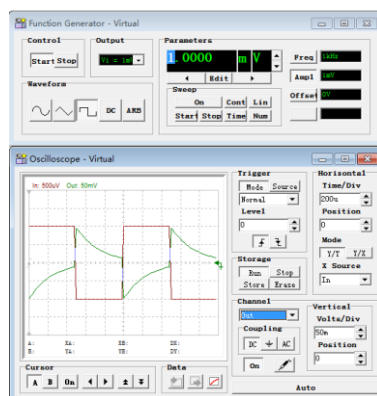 Function Generator - Virtual
Control
Start Stop
Output
Vi = 1m
Parameters
1.0000 m V
Edit
Sweep
On Cont Lin
Start Stop Time Num
Freq 1kHz
Ampl 1mV
Offset 0V
Waveform
DC ARB
Oscilloscope - Virtual
In: 500uV Out: 50mV
A: XA: XB: DX:
B: YA: YB: DY:
Cursor
A B On
Data
Trigger
Mode Source
Normal
Level
0
Storage
Run Stop
Store Erase
Channel
Out
Coupling
DC AC
On
Horizontal
Time/Div
200u
Position
0
Mode
Y/T Y/X
X Source
In
Vertical
Volts/Div
50m
Position
0
Auto